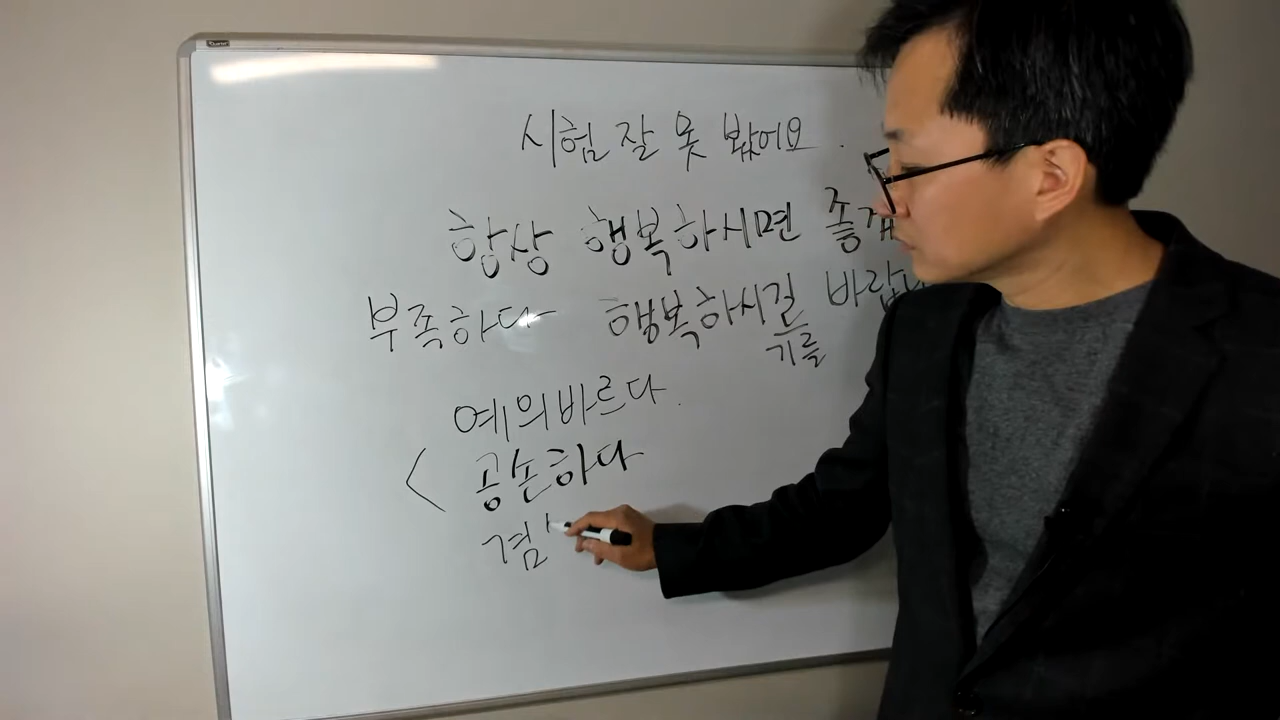 시험 잘 못 봤어요.
항상 행복하시면 좋겠
부족하다 행복하시길 바랍니
기를
예의바르다.
< 공손하다
겸